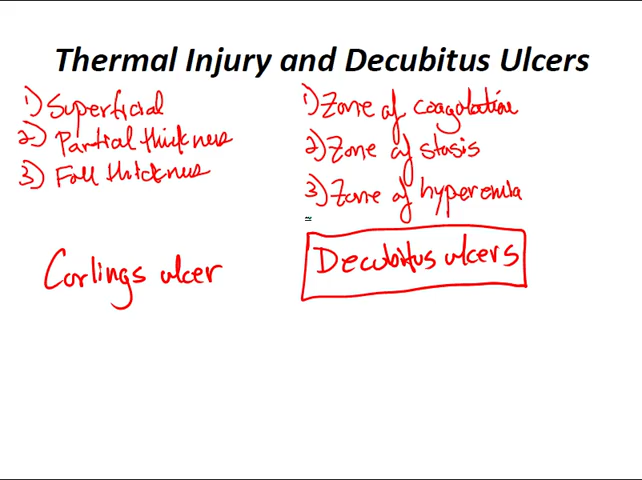 Thermal Injury and Decubitus Ulcers
1) Superficial
2) Partial thickness
3) Full thickness
1) Zone of coagulation
2) Zone of stasis
3) Zone of hyperemia
Curlings ulcer
Decubitus ulcers